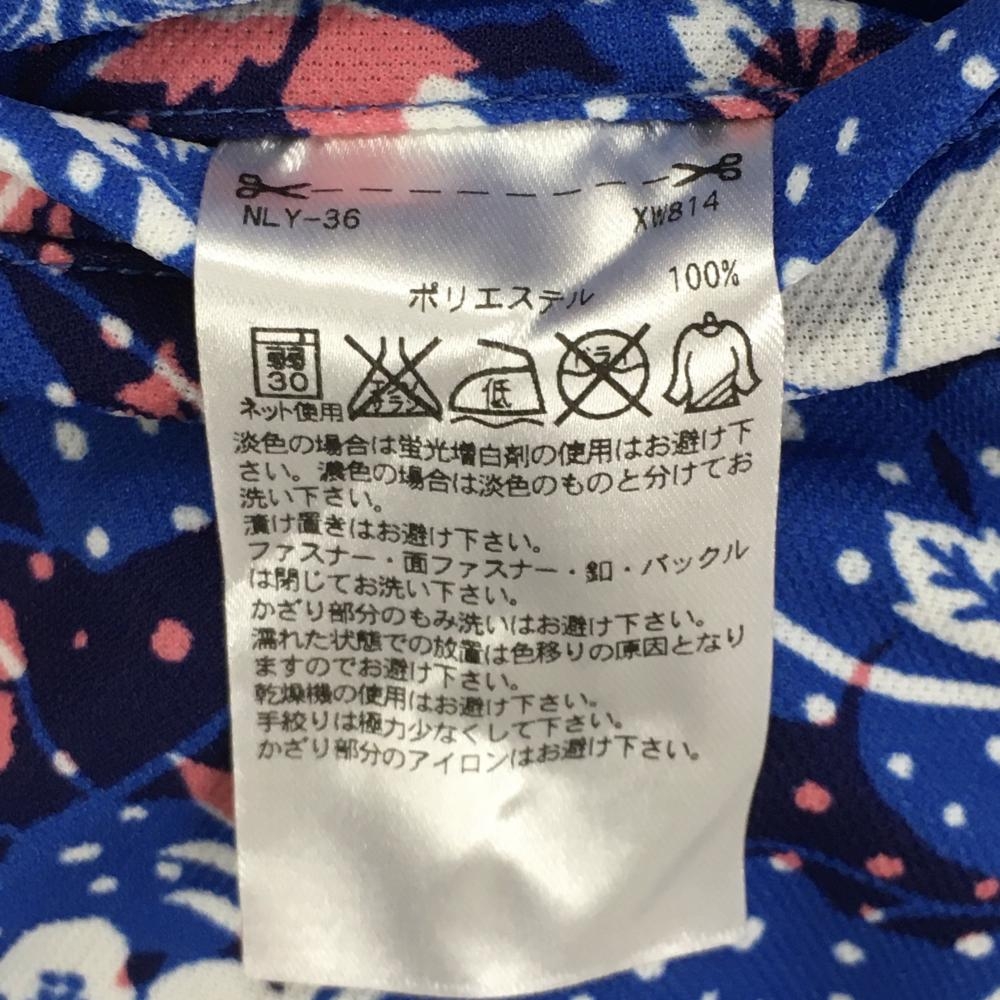 NLY-36 XW814
ポリエステル 100%
弱 30
エンソサラシ 低 ドライ
ネット使用
淡色の場合は蛍光増白剤の使用はお避け下
さい。濃色の場合は淡色のものと分けてお
洗い下さい。
漬け置きはお避け下さい。
ファスナー・面ファスナー・釦・バックル
は閉じてお洗い下さい。
かざり部分のもみ洗いはお避け下さい。
濡れた状態での放置は色移りの原因となり
ますのでお避け下さい。
乾燥機の使用はお避け下さい。
手絞りは極力少なくして下さい。
かざり部分のアイロンはお避け下さい。